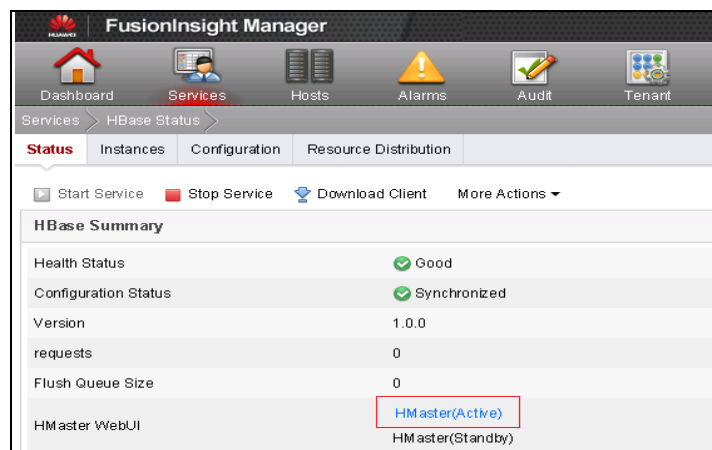 HUAWEI FusionInsight Manager
Dashboard Services Hosts Alarms Audit Tenant
Services HBase Status
Status Instances Configuration Resource Distribution
Start Service Stop Service Download Client More Actions
HBase Summary
Health Status Good
Configuration Status Synchronized
Version 1.0.0
requests 0
Flush Queue Size 0
HMaster WebUI HMaster(Active)
HMaster(Standby)